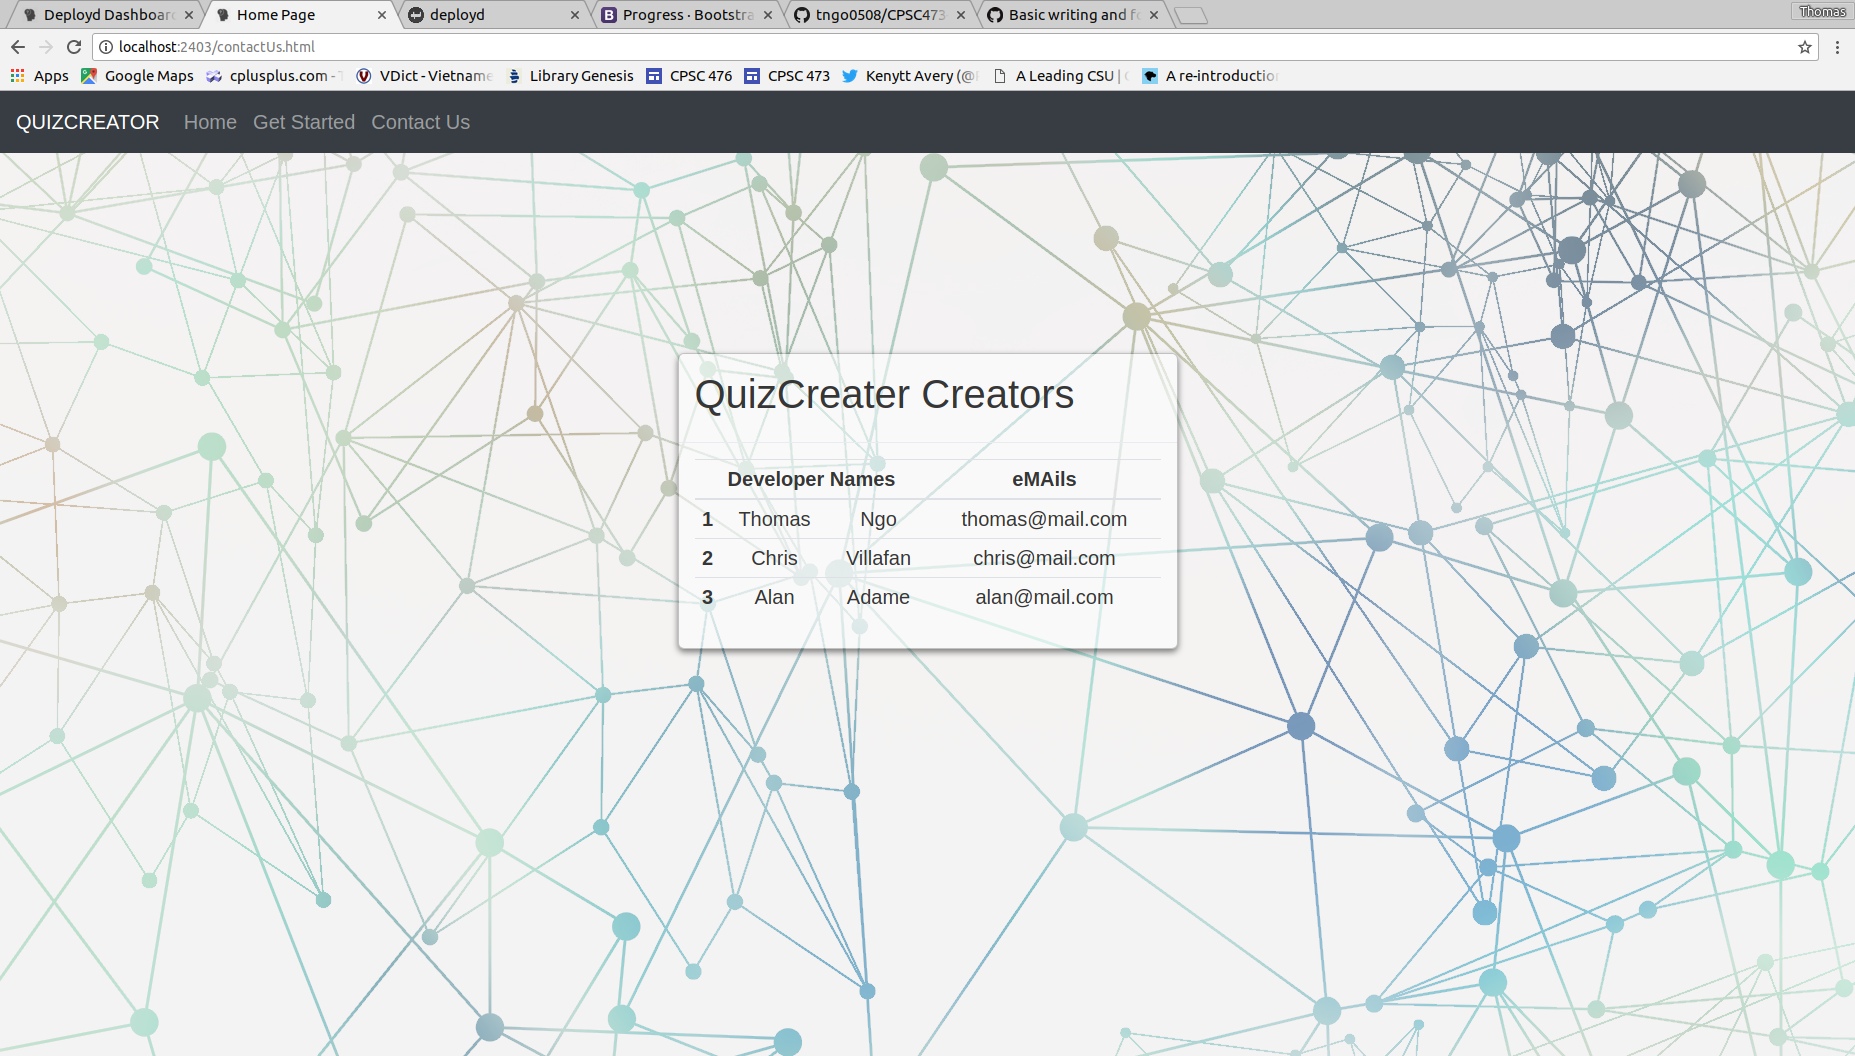 Deployd Dashboar
Home Page
deployd
Progress · Bootstra
tngo0508/CPSC473
Basic writing and fo
Thomas
localhost:2403/contactUs.html
Apps
Google Maps
cplusplus.com - T
VDict - Vietname
Library Genesis
CPSC 476
CPSC 473
Kenytt Avery (@
A Leading CSU |
A re-introductio
QUIZCREATOR Home Get Started Contact Us
QuizCreater Creators
Developer Names eMAils
1 Thomas Ngo thomas@mail.com
2 Chris Villafan chris@mail.com
3 Alan Adame alan@mail.com